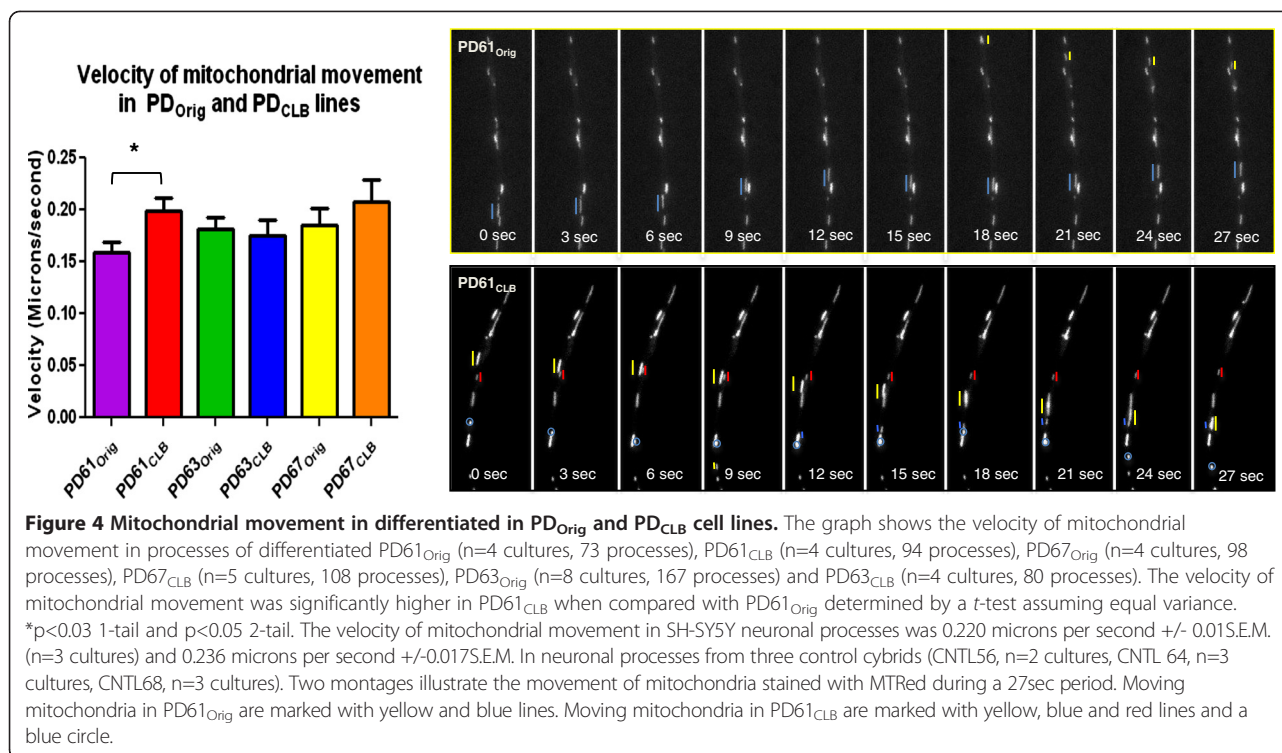 Velocity of mitochondrial movement
in PDOrig and PDCLB lines
*
Velocity (Microns/second)
0.25
0.20
0.15
0.10
0.05
0.00
PD61Orig
PD61CLB
PD63Orig
PD63CLB
PD67Orig
PD67CLB
PD61Orig
0 sec
3 sec
6 sec
9 sec
12 sec
15 sec
18 sec
21 sec
24 sec
27 sec
PD61CLB
0 sec
3 sec
6 sec
9 sec
12 sec
15 sec
18 sec
21 sec
24 sec
27 sec
Figure 4 Mitochondrial movement in differentiated in PDOrig and PDCLB cell lines. The graph shows the velocity of mitochondrial
movement in processes of differentiated PD61Orig (n=4 cultures, 73 processes), PD61CLB (n=4 cultures, 94 processes), PD67Orig (n=4 cultures, 98
processes), PD67CLB (n=5 cultures, 108 processes), PD63Orig (n=8 cultures, 167 processes) and PD63CLB (n=4 cultures, 80 processes). The velocity of
mitochondrial movement was significantly higher in PD61CLB when compared with PD61Orig determined by a t-test assuming equal variance.
*p<0.03 1-tail and p<0.05 2-tail. The velocity of mitochondrial movement in SH-SY5Y neuronal processes was 0.220 microns per second +/- 0.01S.E.M.
(n=3 cultures) and 0.236 microns per second +/-0.017S.E.M. In neuronal processes from three control cybrids (CNTL56, n=2 cultures, CNTL 64, n=3
cultures, CNTL68, n=3 cultures). Two montages illustrate the movement of mitochondria stained with MTRed during a 27sec period. Moving
mitochondria in PD61Orig are marked with yellow and blue lines. Moving mitochondria in PD61CLB are marked with yellow, blue and red lines and a
blue circle.